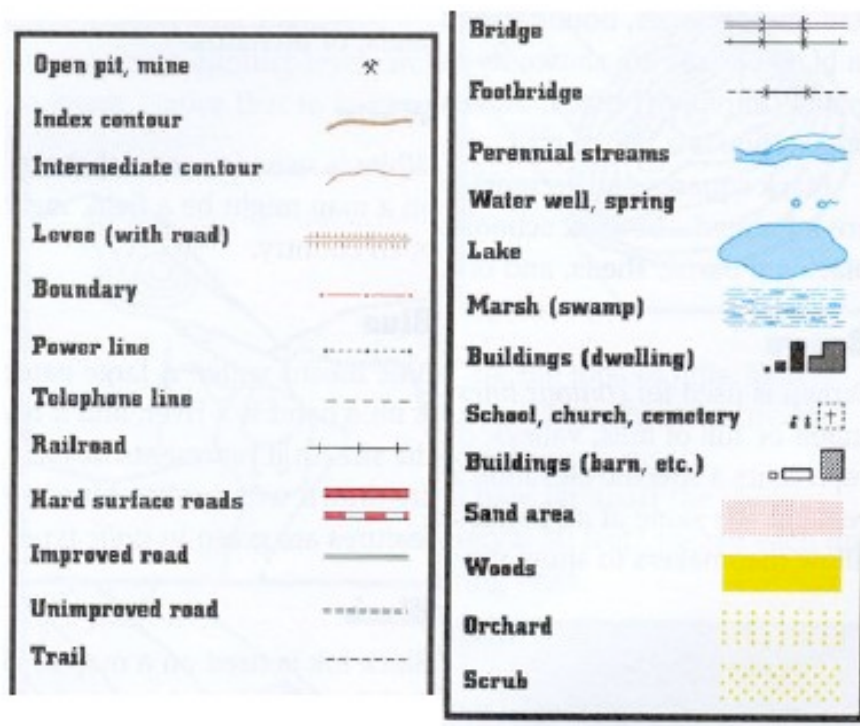 Open pit, mine
Index contour
Intermediate contour
Levee (with road)
Boundary
Power line
Telephone line
Railroad
Hard surface roads
Improved road
Unimproved road
Trail
Bridge
Footbridge
Perennial streams
Water well, spring
Lake
Marsh (swamp)
Buildings (dwelling)
School, church, cemetery
Buildings (barn, etc.)
Sand area
Woods
Orchard
Scrub